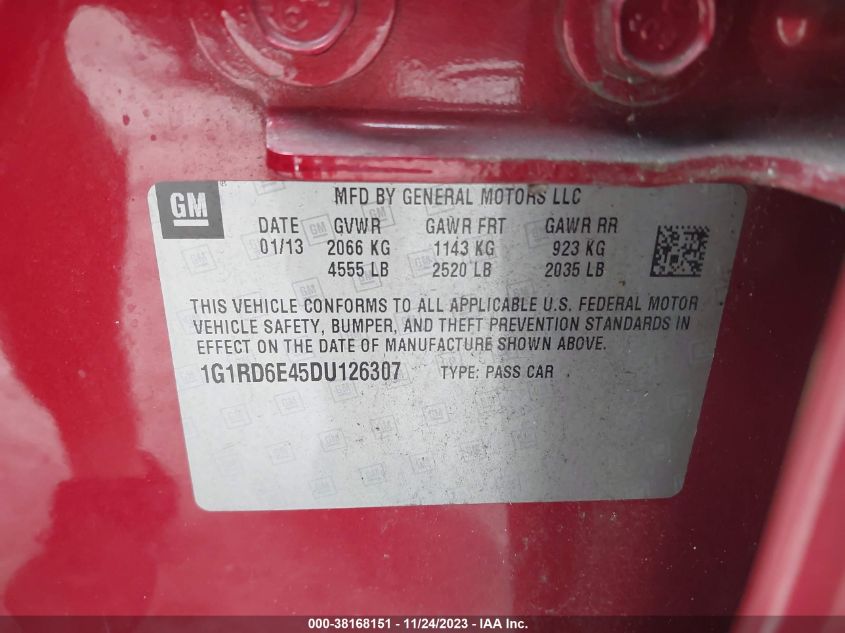 GM
MFD BY GENERAL MOTORS LLC
DATE GVWR GAWR FRT GAWR RR
01/13 2066 KG 1143 KG 923 KG
4555 LB 2520 LB 2035 LB
THIS VEHICLE CONFORMS TO ALL APPLICABLE U.S. FEDERAL MOTOR
VEHICLE SAFETY, BUMPER, AND THEFT PREVENTION STANDARDS IN
EFFECT ON THE DATE OF MANUFACTURE SHOWN ABOVE.
1G1RD6E45DU126307 TYPE: PASS CAR
000-38168151 - 11/24/2023 - IAA Inc.